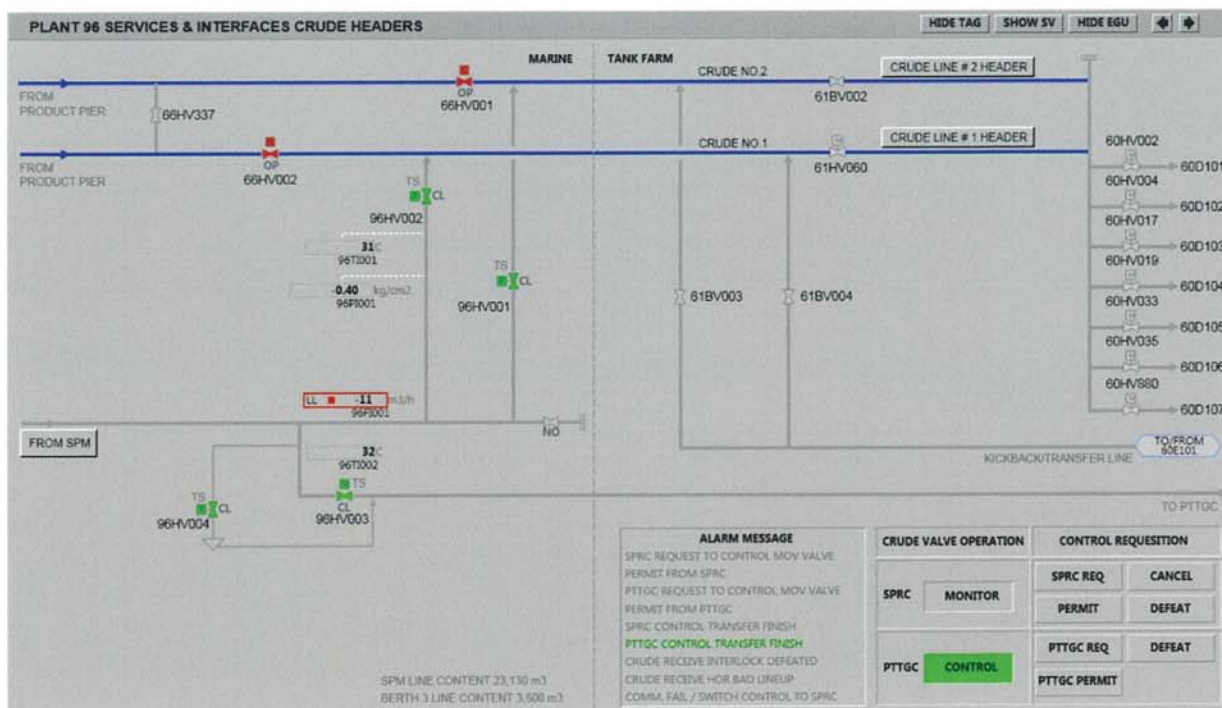 PLANT 96 SERVICES & INTERFACES CRUDE HEADERS
HIDE TAG
SHOW SV
HIDE EGU
MARINE
TANK FARM
CRUDE NO.2
CRUDE LINE # 2 HEADER
FROM
PRODUCT PIER
66HV337
OP
66HV001
61BV002
CRUDE NO.1
CRUDE LINE # 1 HEADER
FROM
PRODUCT PIER
OP
66HV002
61HV060
60HV002
60D101
60HV004
60D102
60HV017
60D103
60HV019
60D104
60HV033
60D105
60HV035
60D106
60HV880
60D107
TS
CL
96HV002
31 C
96TI001
-0.40 kg/cm2
96PI001
TS
CL
96HV001
61BV003
61BV004
LL -11 m3/h
96FI001
NO
FROM SPM
32 C
96TI002
TS
CL
96HV003
TS
CL
96HV004
KICKBACK/TRANSFER LINE
TO/FROM
60E101
TO PTTGC
ALARM MESSAGE
SPRC REQUEST TO CONTROL MOV VALVE
PERMIT FROM SPRC
PTTGC REQUEST TO CONTROL MOV VALVE
PERMIT FROM PTTGC
SPRC CONTROL TRANSFER FINISH
PTTGC CONTROL TRANSFER FINISH
CRUDE RECEIVE INTERLOCK DEFEATED
CRUDE RECEIVE HDR BAD LINEUP
COMM. FAIL / SWITCH CONTROL TO SPRC
CRUDE VALVE OPERATION
SPRC
MONITOR
PTTGC
CONTROL
CONTROL REQUESITION
SPRC REQ
CANCEL
PERMIT
DEFEAT
PTTGC REQ
DEFEAT
PTTGC PERMIT
SPM LINE CONTENT 23,130 m3
BERTH 3 LINE CONTENT 3,600 m3